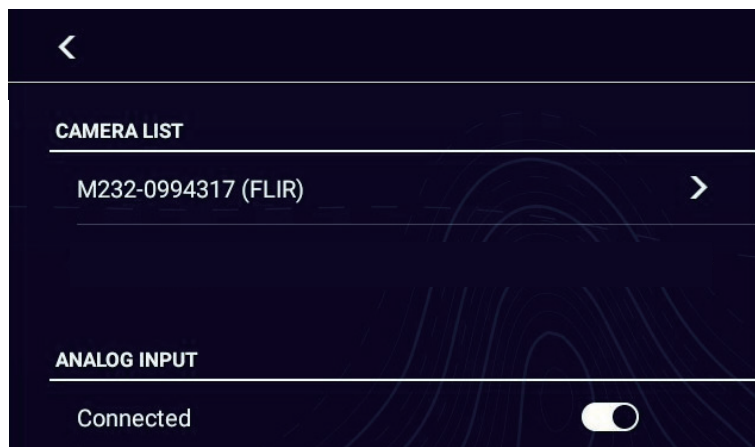 CAMERA LIST
M232-0994317 (FLIR)
ANALOG INPUT
Connected